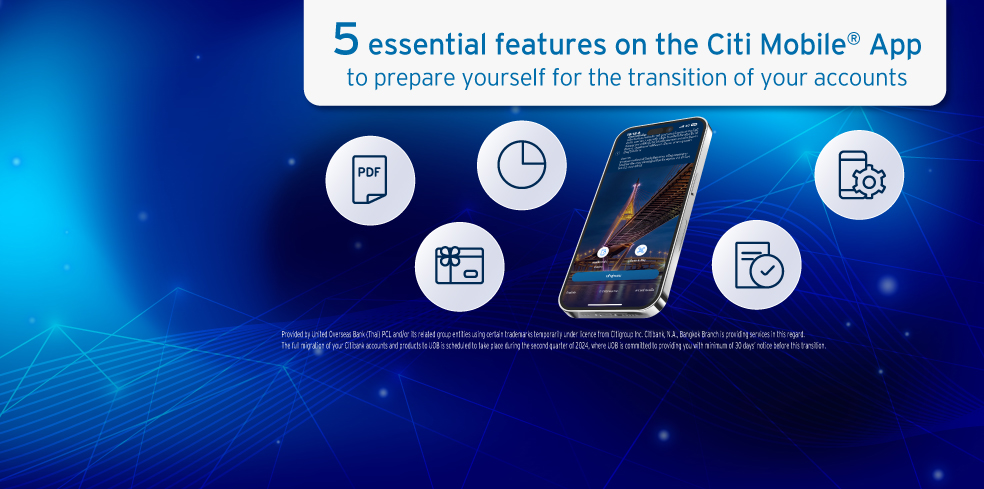 5 essential features on the Citi Mobile® App
to prepare yourself for the transition of your accounts
PDF
Provided by United Overseas Bank (Thai) PCL and/or its related group entities using certain trademarks temporarily under licence from Citigroup Inc. Citibank, N.A., Bangkok Branch is providing services in this regard.
The full migration of your Citibank accounts and products to UOB is scheduled to take place during the second quarter of 2024, where UOB is committed to providing you with minimum of 30 days' notice before this transition.